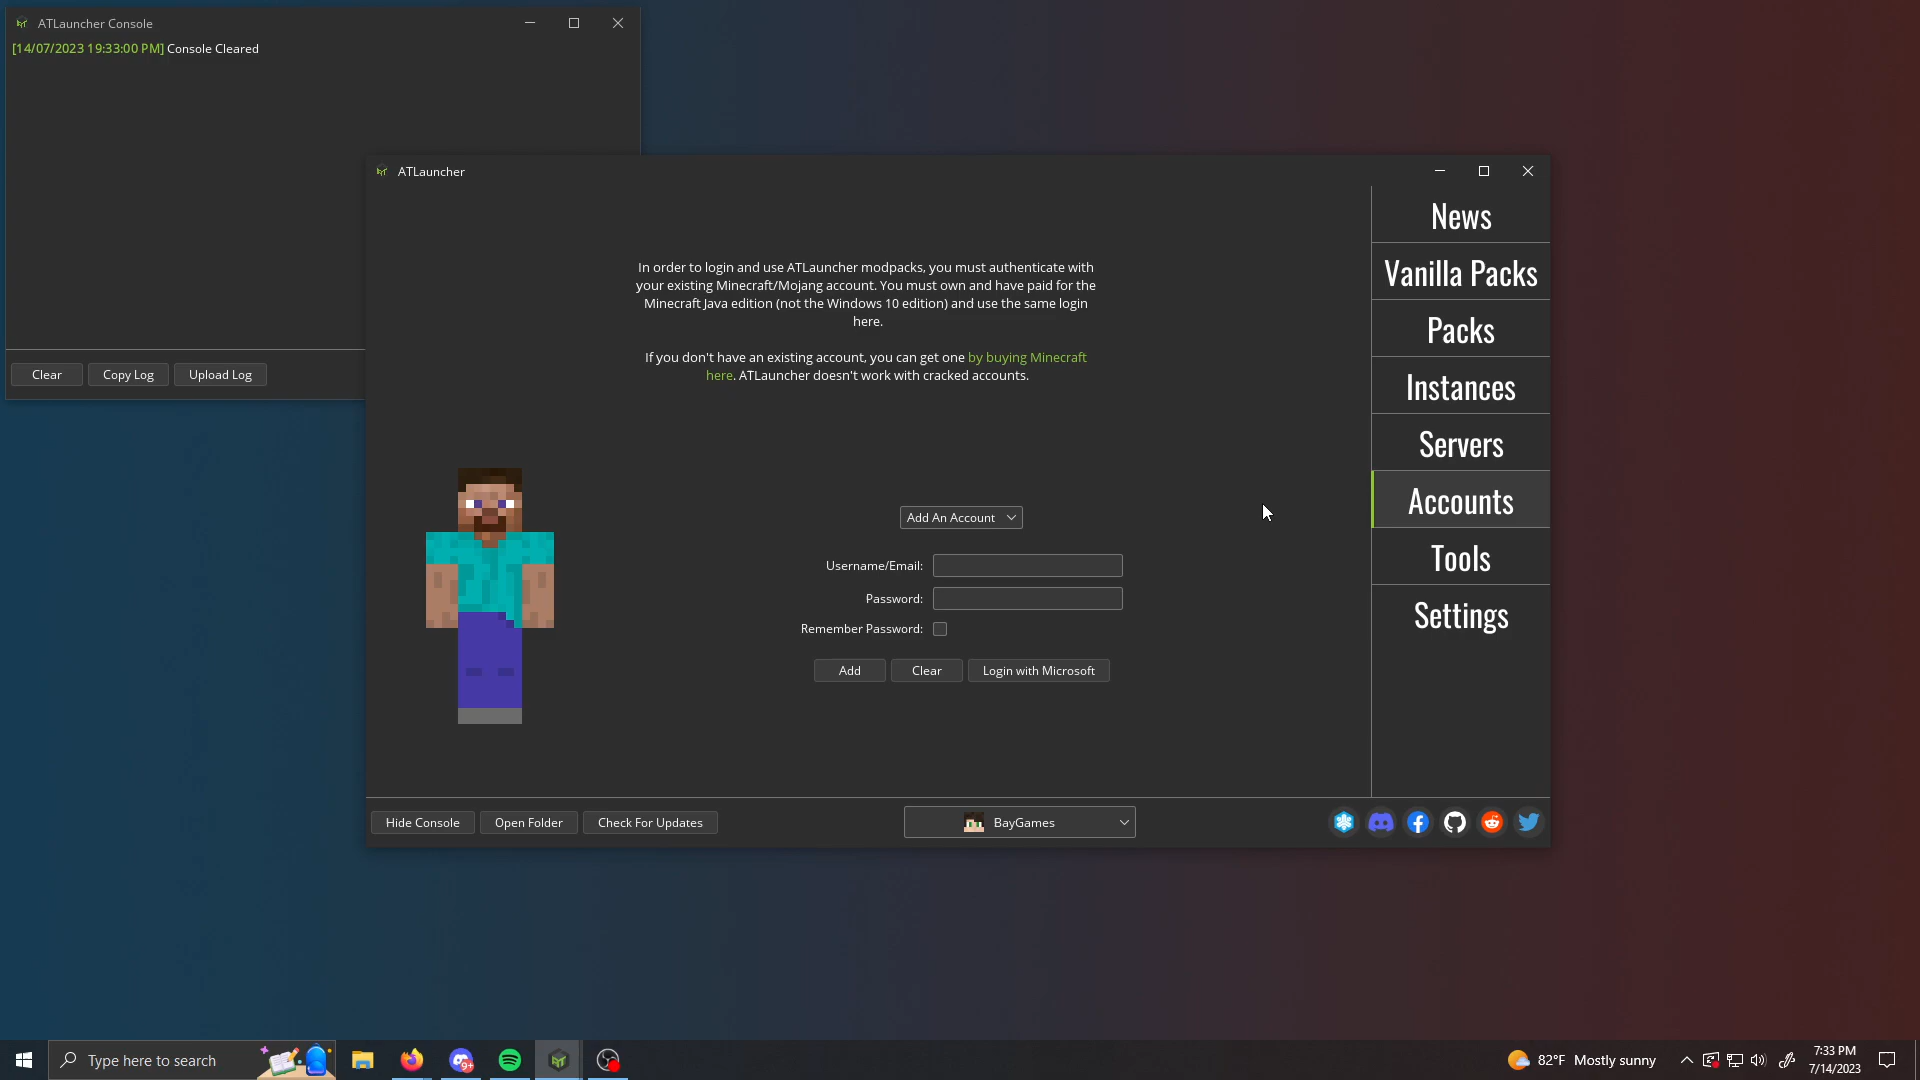 ATLauncher Console
[14/07/2023 19:33:00 PM] Console Cleared
Clear
Copy Log
Upload Log
ATLauncher
In order to login and use ATLauncher modpacks, you must authenticate with
your existing Minecraft/Mojang account. You must own and have paid for the
Minecraft Java edition (not the Windows 10 edition) and use the same login
here.
If you don't have an existing account, you can get one by buying Minecraft
here. ATLauncher doesn't work with cracked accounts.
Add An Account
Username/Email:
Password:
Remember Password:
Add
Clear
Login with Microsoft
News
Vanilla Packs
Packs
Instances
Servers
Accounts
Tools
Settings
Hide Console
Open Folder
Check For Updates
BayGames
Type here to search
9+
82°F Mostly sunny
7:33 PM
7/14/2023